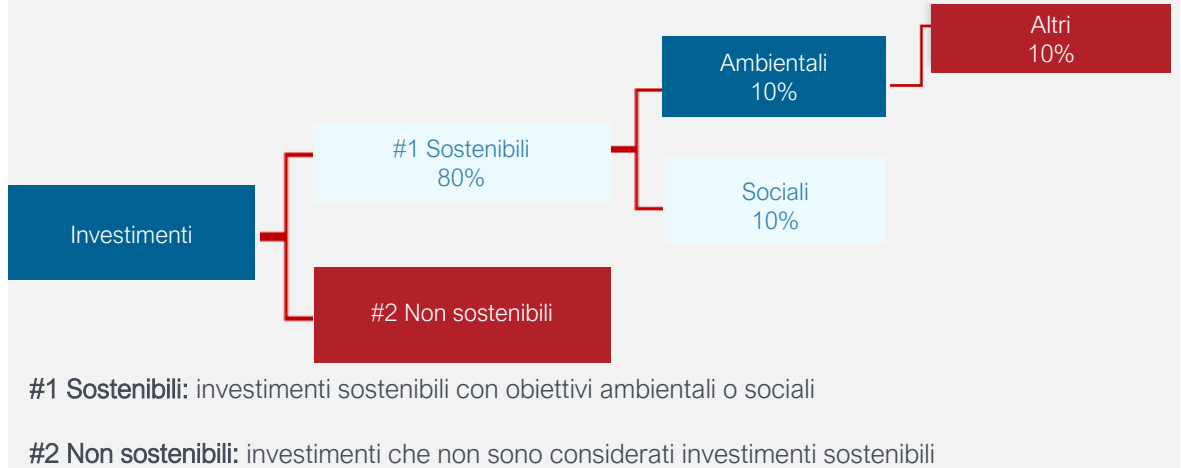 Altri
10%
Ambientali
10%
#1 Sostenibili
80%
Sociali
10%
Investimenti
#2 Non sostenibili
#1 Sostenibili: investimenti sostenibili con obiettivi ambientali o sociali
#2 Non sostenibili: investimenti che non sono considerati investimenti sostenibili